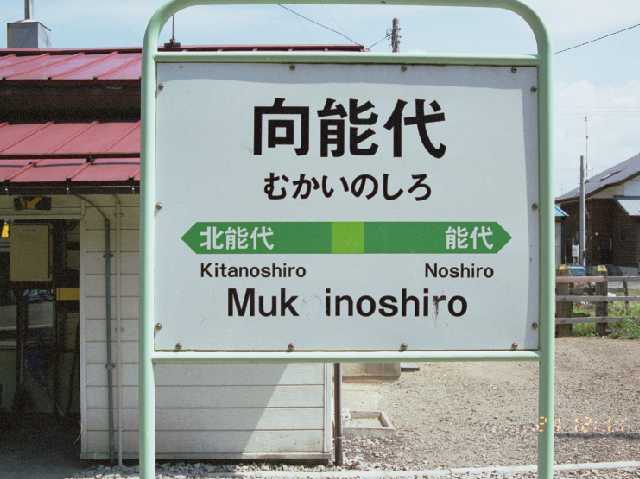 向能代
むかいのしろ
北能代 能代
Kitanoshiro Noshiro
Muk inoshiro